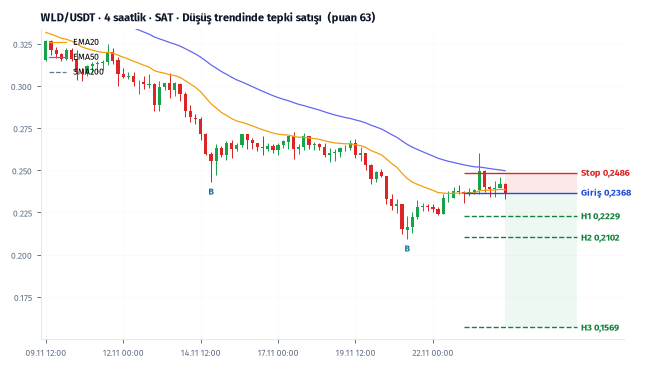 WLD/USDT · 4 saatlik · SAT · Düşüş trendinde tepki satışı (puan 63)
EMA20
EMA50
SMA200
0.325
0.300
0.275
0.250
0.225
0.200
0.175
B
B
Stop 0,2486
Giriş 0,2368
H1 0,2229
H2 0,2102
H3 0,1569
09.11 12:00
12.11 00:00
14.11 12:00
17.11 00:00
19.11 12:00
22.11 00:00